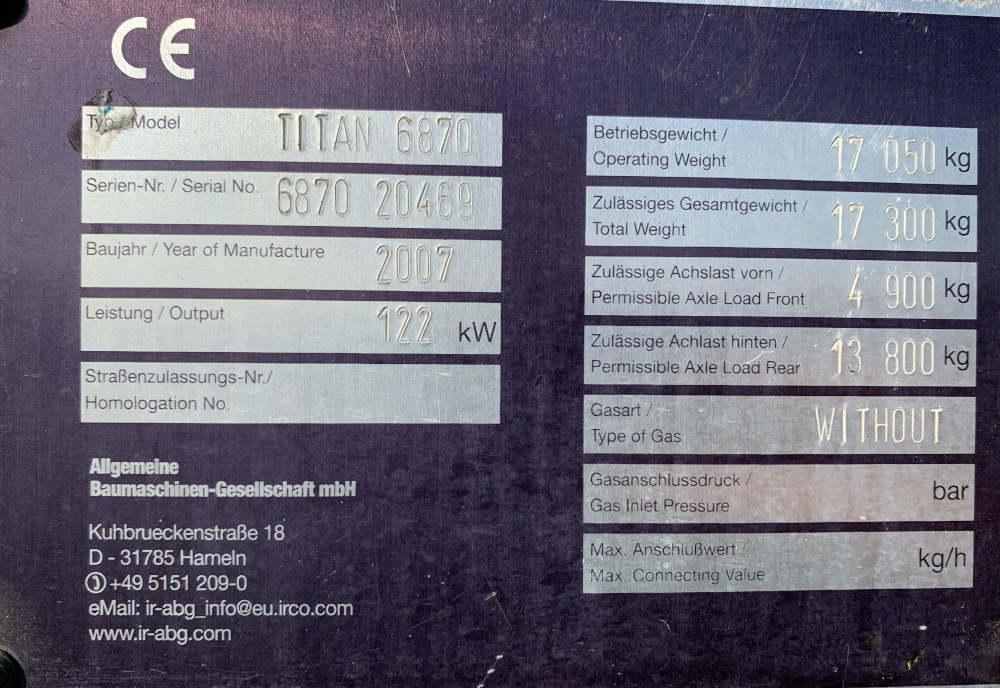 CE
Typ / Model TITAN 6870
Serien-Nr. / Serial No. 6870 20469
Baujahr / Year of Manufacture 2007
Leistung / Output 122 kW
Straßenzulassungs-Nr./
Homologation No.
Allgemeine
Baumaschinen-Gesellschaft mbH
Kuhbrueckenstraße 18
D - 31785 Hameln
+49 5151 209-0
eMail: ir-abg_info@eu.irco.com
www.ir-abg.com
Betriebsgewicht /
Operating Weight 17 050 kg
Zulässiges Gesamtgewicht /
Total Weight 17 300 kg
Zulässige Achslast vorn /
Permissible Axle Load Front 4 900 kg
Zulässige Achlast hinten /
Permissible Axle Load Rear 13 800 kg
Gasart /
Type of Gas WITHOUT
Gasanschlussdruck /
Gas Inlet Pressure bar
Max. Anschlußwert /
Max. Connecting Value kg/h